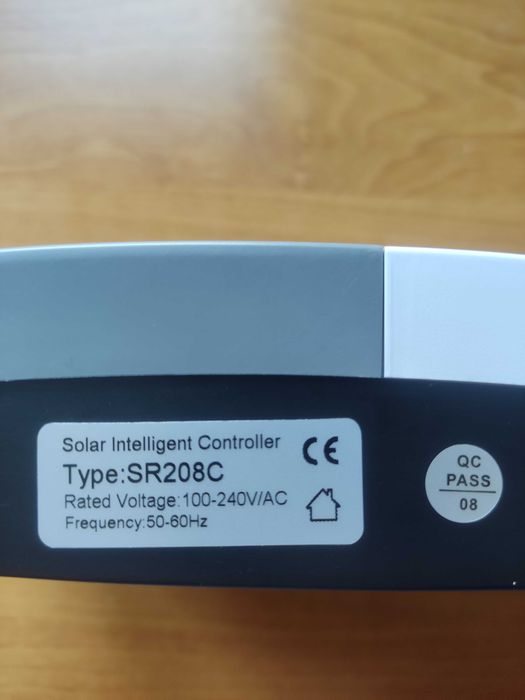 Solar Intelligent Controller
Type:SR208C
Rated Voltage:100-240V/AC
Frequency:50-60Hz
CE
QC
PASS
08